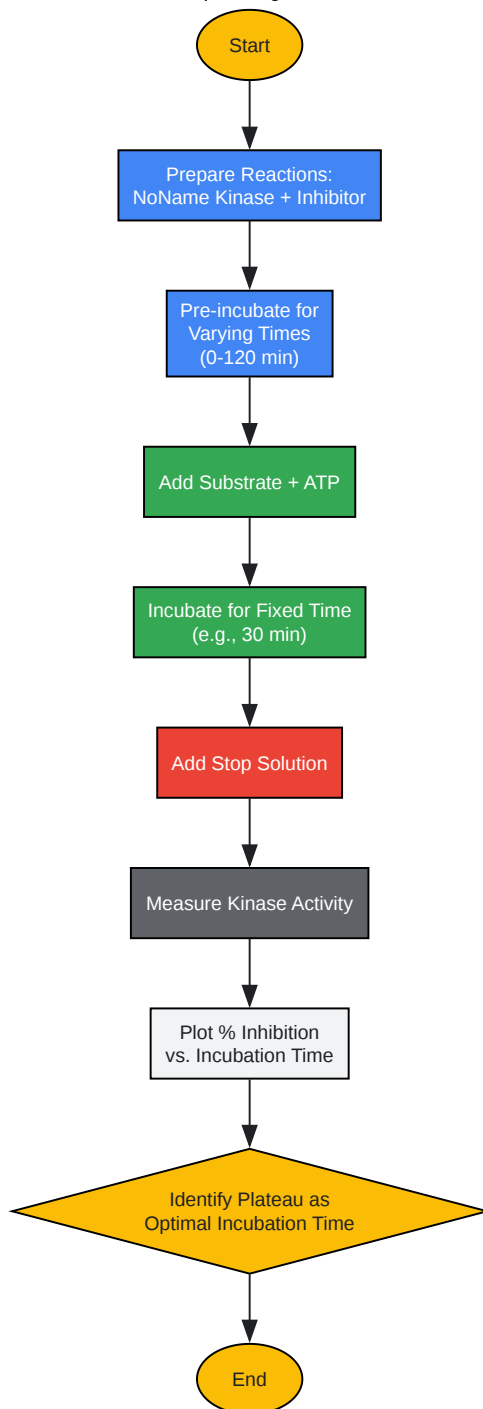 Start
Prepare Reactions:
NoName Kinase + Inhibitor
Pre-incubate for
Varying Times
(0-120 min)
Add Substrate + ATP
Incubate for Fixed Time
(e.g., 30 min)
Add Stop Solution
Measure Kinase Activity
Plot % Inhibition
vs. Incubation Time
Identify Plateau as
Optimal Incubation Time
End